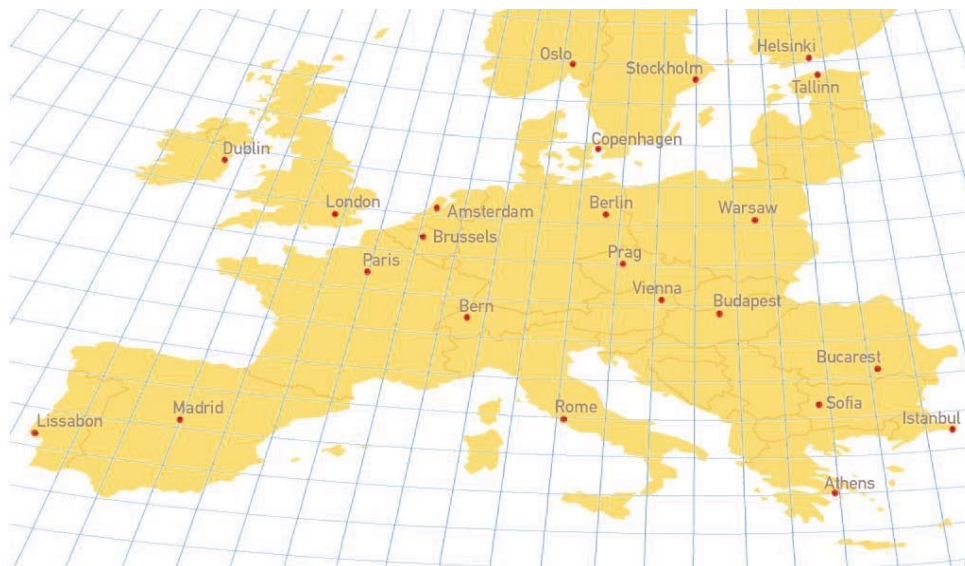 Helsinki
Oslo
Stockholm
Tallinn
Copenhagen
Dublin
London
Amsterdam
Berlin
Warsaw
Brussels
Paris
Prag
Vienna
Bern
Budapest
Bucarest
Lissabon
Madrid
Rome
Sofia
Istanbul
Athens